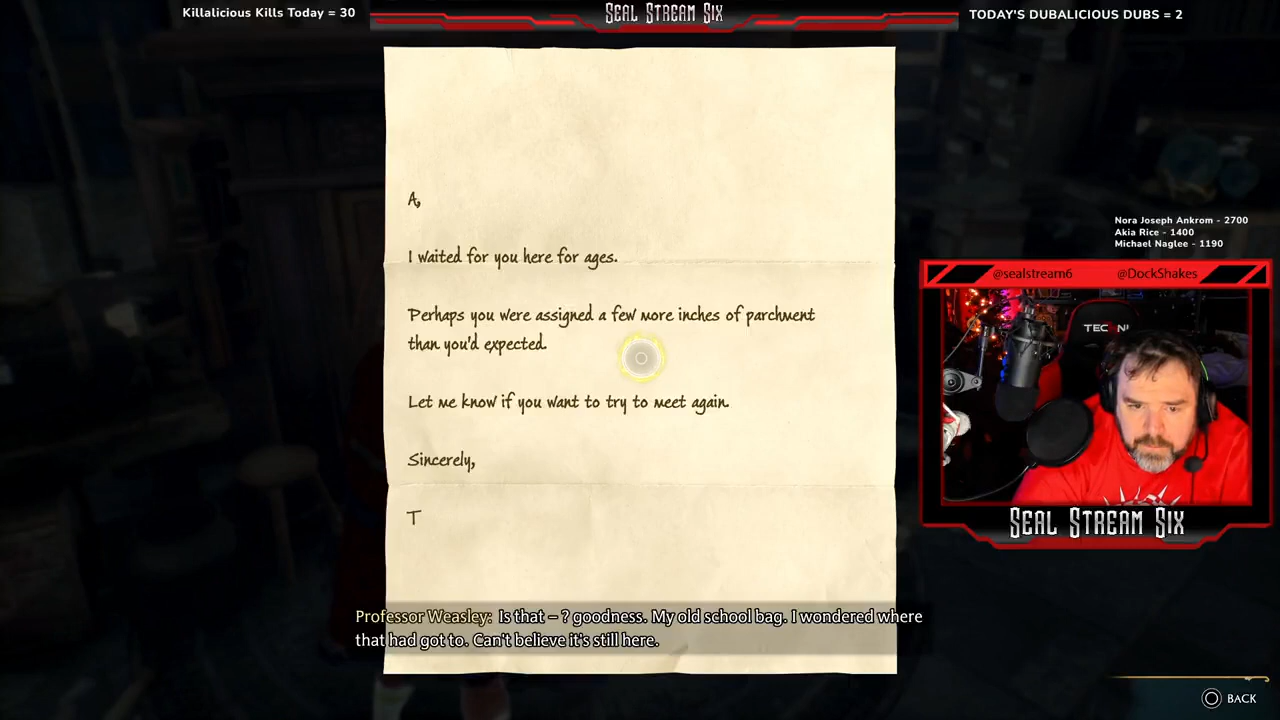 Killalicious Kills Today = 30
SEAL STREAM SIX
TODAY'S DUBALICIOUS DUBS = 2
A,
I waited for you here for ages.
Perhaps you were assigned a few more inches of parchment
than you'd expected.
Let me know if you want to try to meet again.
Sincerely,
T
Professor Weasley: Is that – ? goodness. My old school bag. I wondered where
that had got to. Can't believe it's still here.
Nora Joseph Ankrom - 2700
Akia Rice - 1400
Michael Naglee - 1190
@sealstream6 @DockShakes
SEAL STREAM SIX
BACK